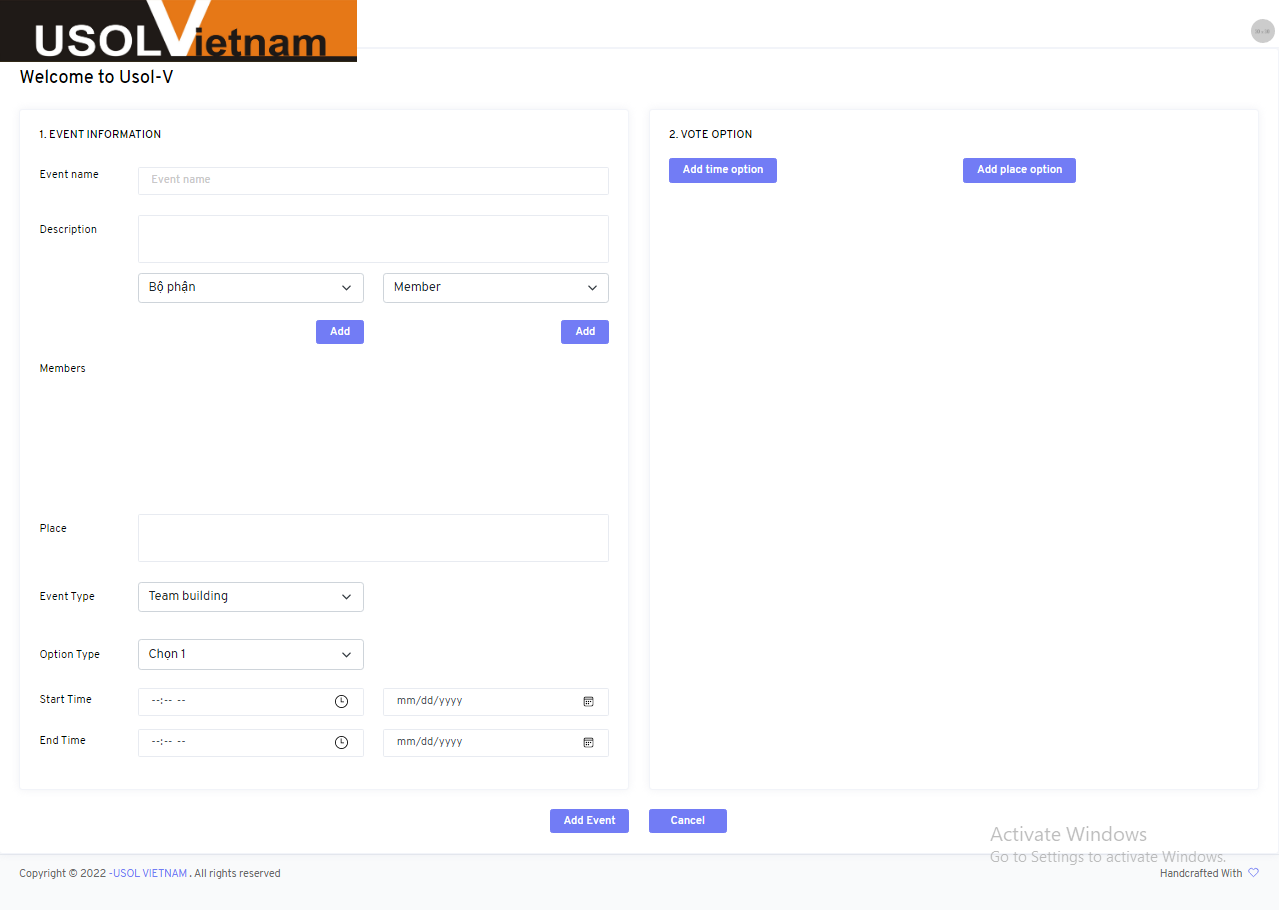 USOL Vietnam
Welcome to Usol-V
1. EVENT INFORMATION
Event name
Event name
Description
Bộ phận
Member
Add
Add
Members
Place
Event Type
Team building
Option Type
Chọn 1
Start Time
--:-- --
mm/dd/yyyy
End Time
--:-- --
mm/dd/yyyy
2. VOTE OPTION
Add time option
Add place option
Add Event
Cancel
Activate Windows
Go to Settings to activate Windows.
Copyright © 2022 -USOL VIETNAM . All rights reserved
Handcrafted With